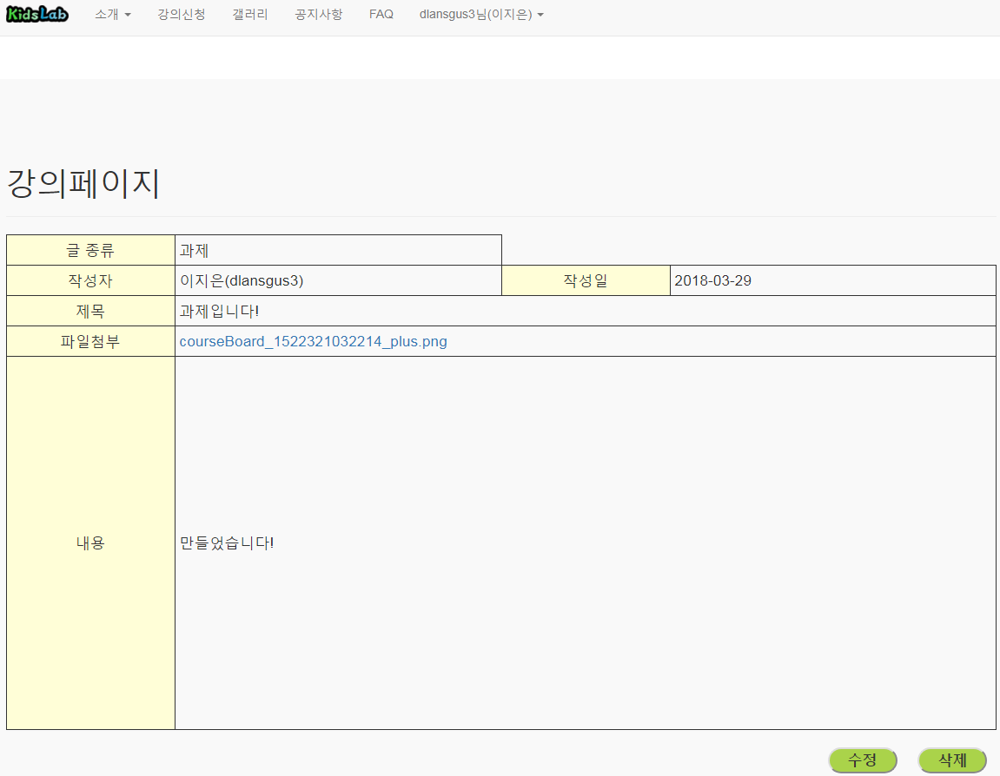 KidsLab 소개 강의신청 갤러리 공지사항 FAQ dlansgus3님(이지은)
강의페이지
글 종류 과제
작성자 이지은(dlansgus3) 작성일 2018-03-29
제목 과제입니다!
파일첨부 courseBoard_1522321032214_plus.png
내용 만들었습니다!
수정 삭제